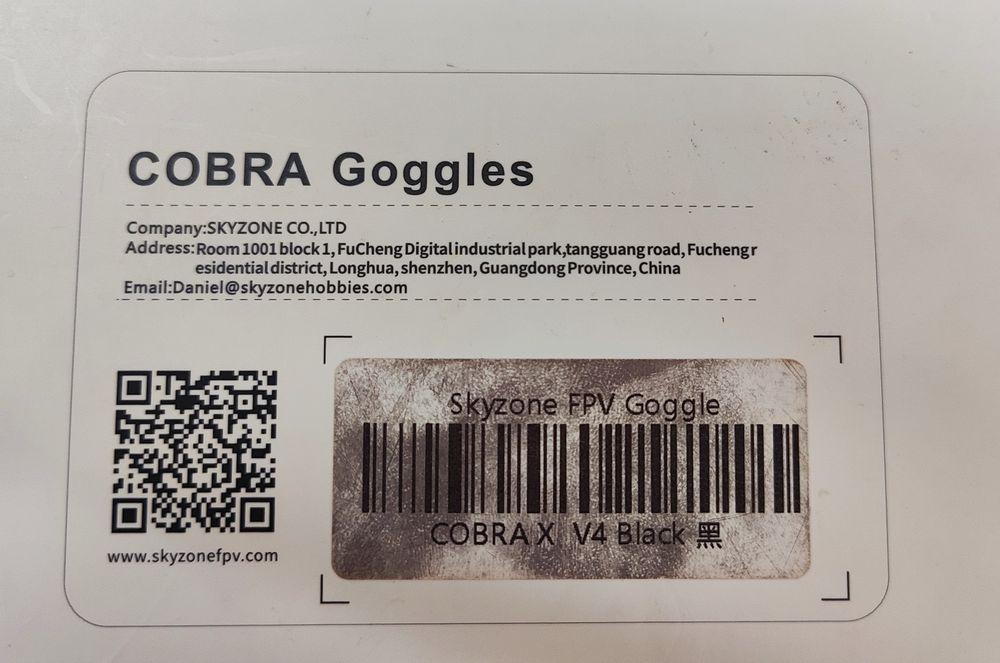 COBRA Goggles
Company:SKYZONE CO.,LTD
Address:Room 1001 block 1, FuCheng Digital industrial park,tangguang road, Fucheng r
esidential district, Longhua, shenzhen, Guangdong Province, China
Email:Daniel@skyzonehobbies.com
Skyzone FPV Goggle
COBRA X V4 Black 黑
www.skyzonefpv.com